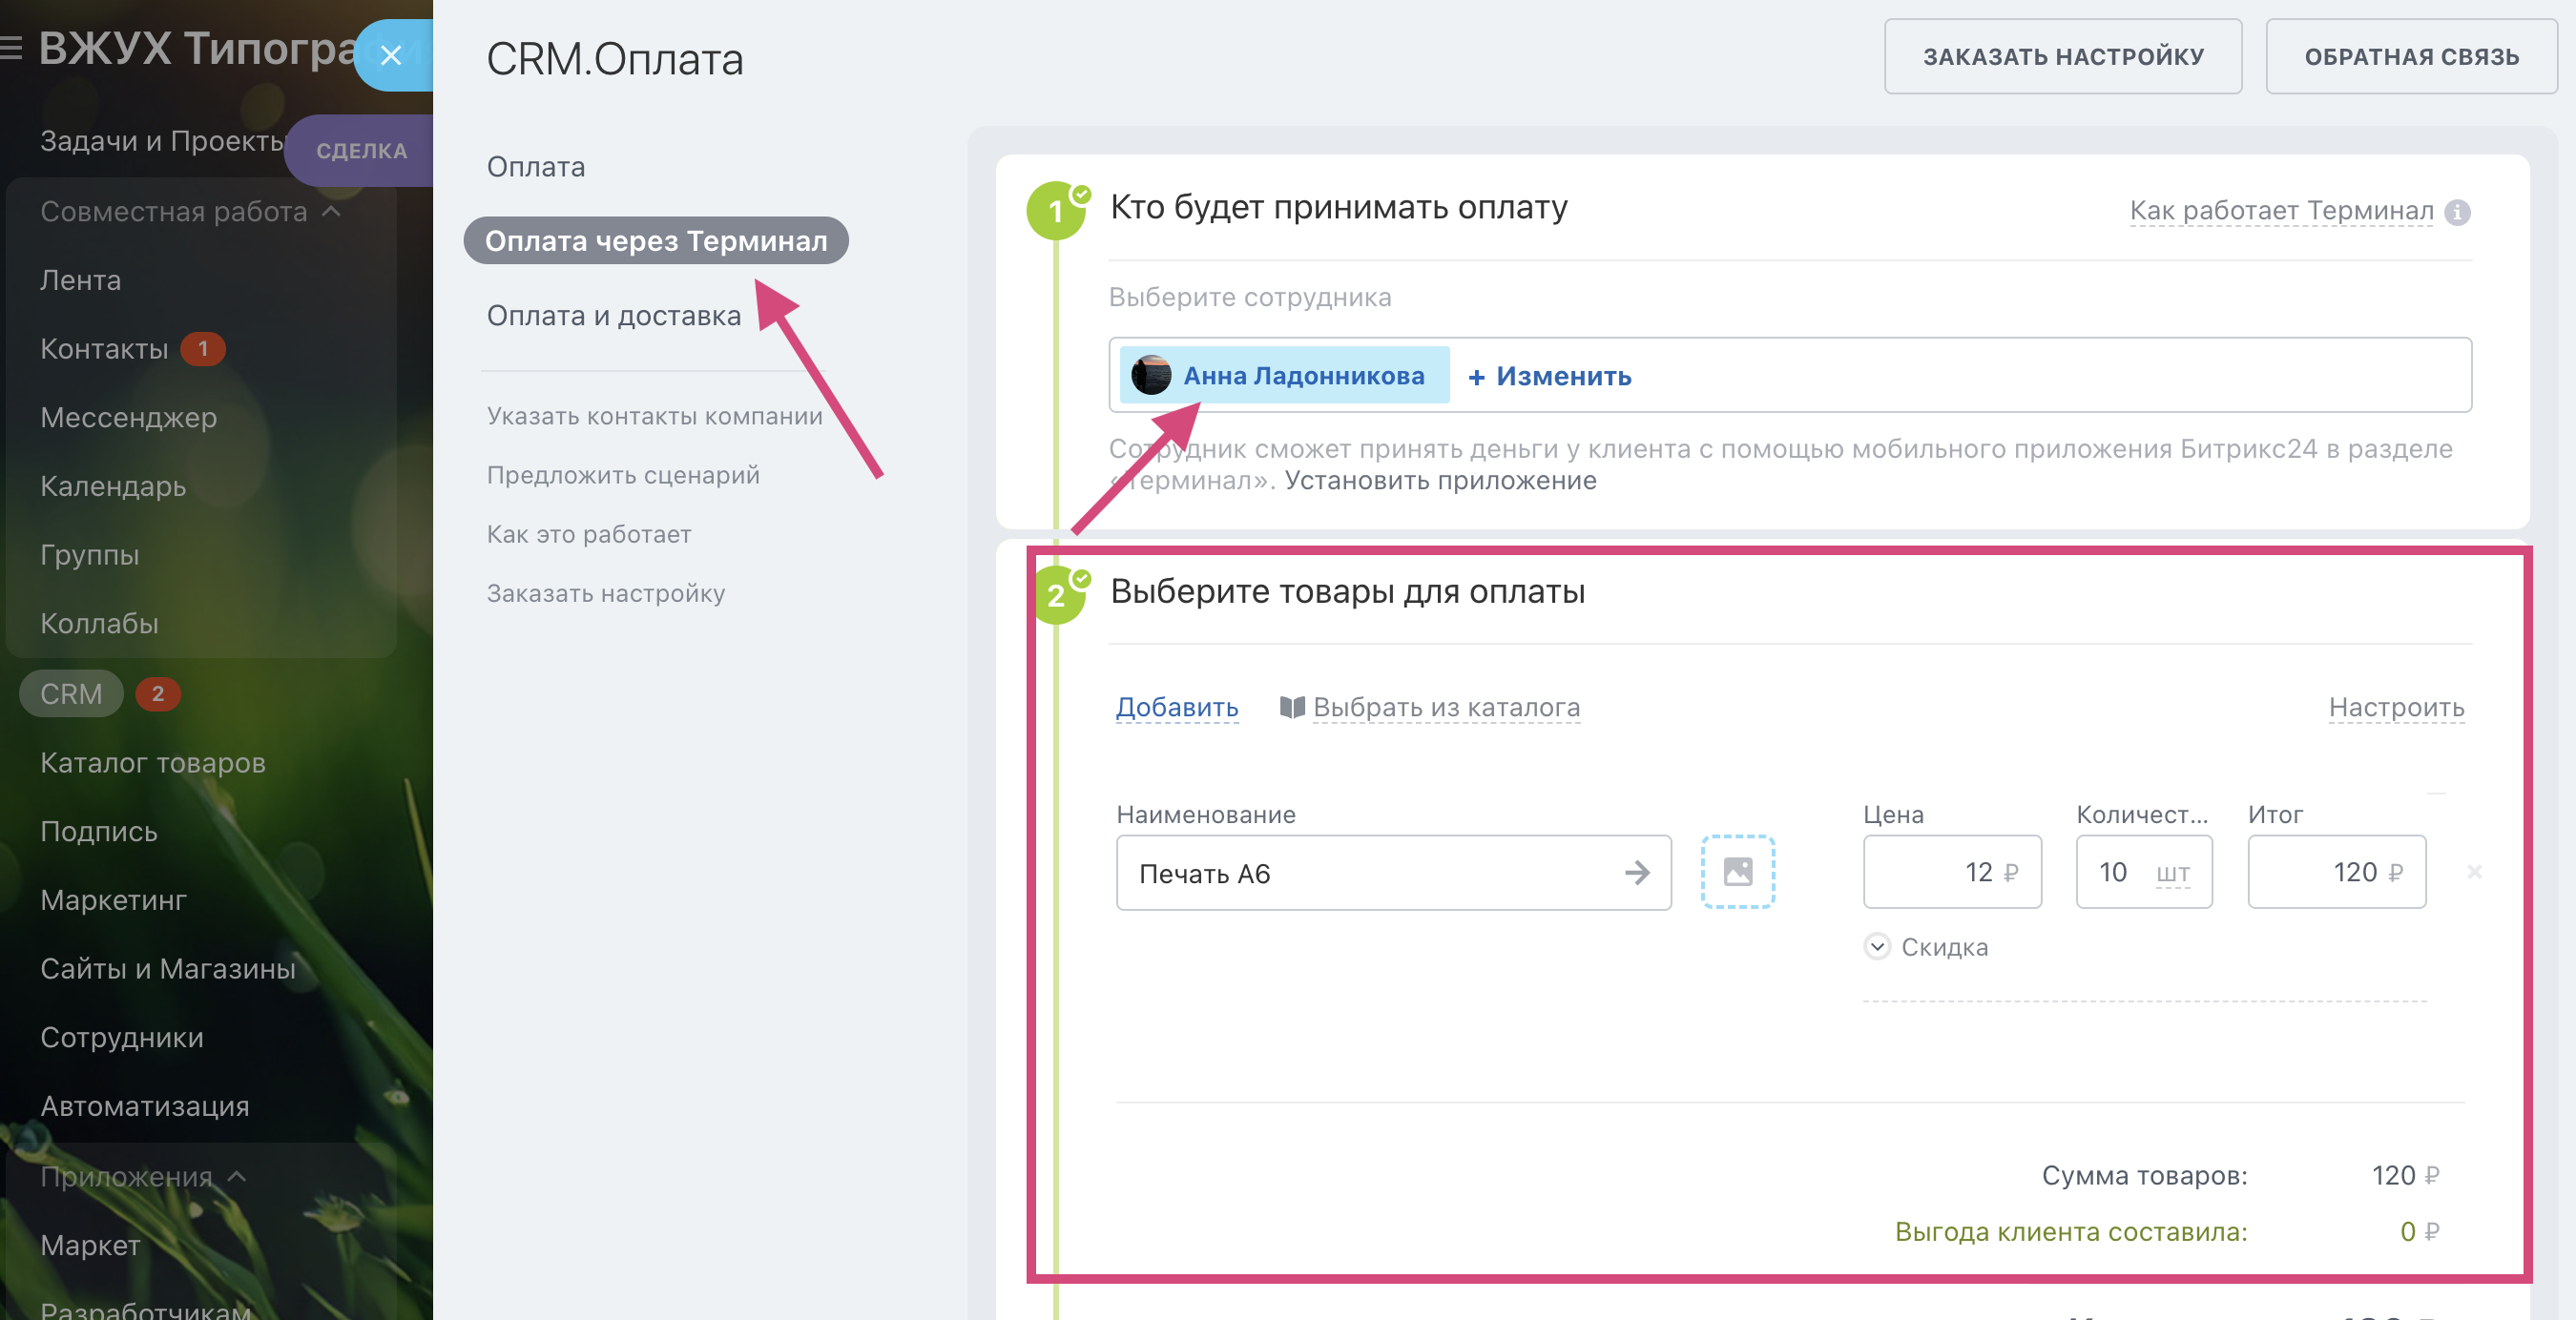 ВЖУХ Типография
Задачи и Проекты
СДЕЛКА
Совместная работа
Лента
Контакты 1
Мессенджер
Календарь
Группы
Коллабы
CRM 2
Каталог товаров
Подпись
Маркетинг
Сайты и Магазины
Сотрудники
Автоматизация
Приложения
Маркет
Разработчикам
CRM.Оплата
ЗАКАЗАТЬ НАСТРОЙКУ
ОБРАТНАЯ СВЯЗЬ
Оплата
Оплата через Терминал
Оплата и доставка
Указать контакты компании
Предложить сценарий
Как это работает
Заказать настройку
1 Кто будет принимать оплату
Как работает Терминал
Выберите сотрудника
Анна Ладонникова + Изменить
Сотрудник сможет принять деньги у клиента с помощью мобильного приложения Битрикс24 в разделе
«Терминал». Установить приложение
2 Выберите товары для оплаты
Добавить Выбрать из каталога Настроить
Наименование Цена Количест... Итог
Печать А6 12 ₽ 10 шт 120 ₽
Скидка
Сумма товаров: 120 ₽
Выгода клиента составила: 0 ₽